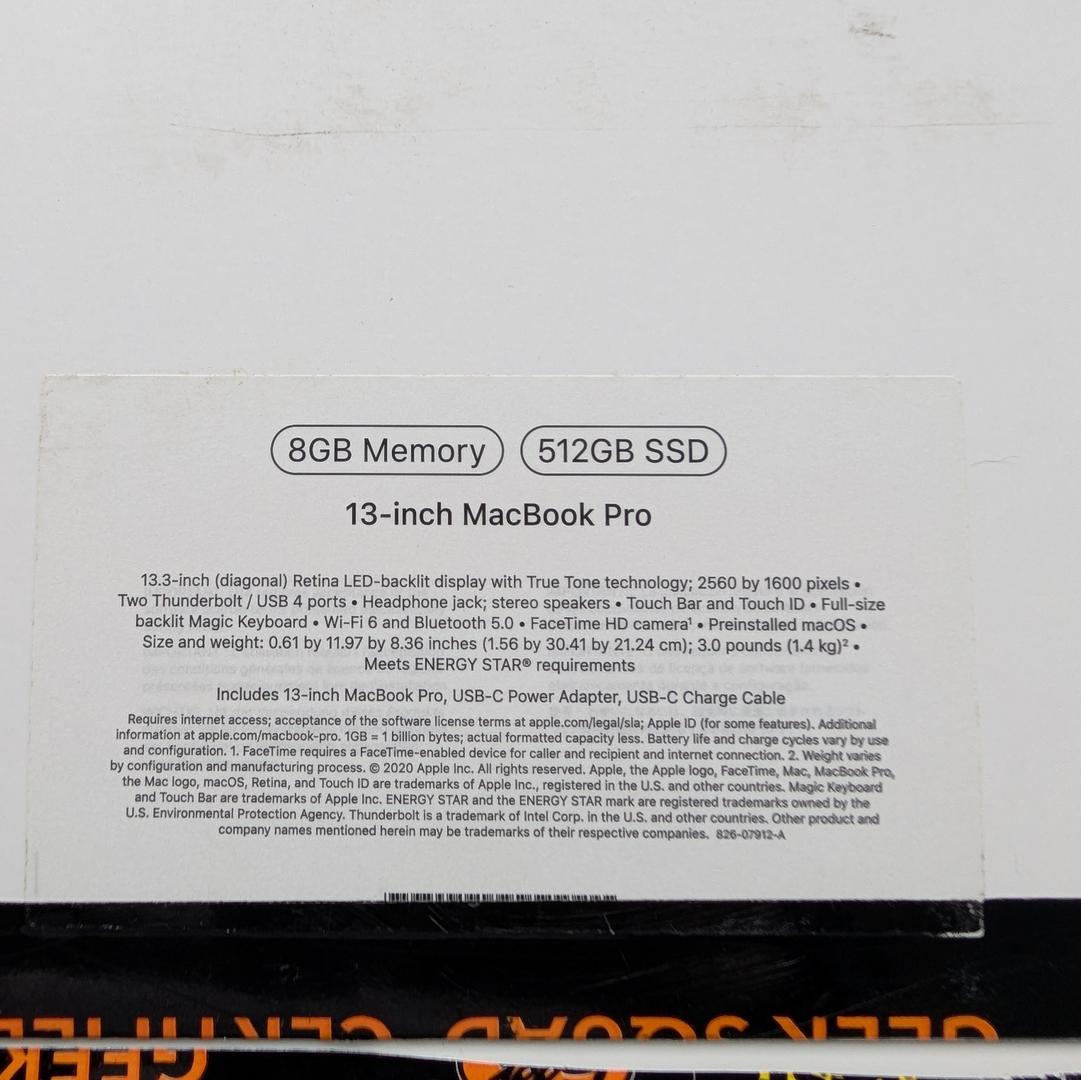 8GB Memory 512GB SSD
13-inch MacBook Pro
13.3-inch (diagonal) Retina LED-backlit display with True Tone technology; 2560 by 1600 pixels •
Two Thunderbolt / USB 4 ports • Headphone jack; stereo speakers • Touch Bar and Touch ID • Full-size
backlit Magic Keyboard • Wi-Fi 6 and Bluetooth 5.0 • FaceTime HD camera¹ • Preinstalled macOS •
Size and weight: 0.61 by 11.97 by 8.36 inches (1.56 by 30.41 by 21.24 cm); 3.0 pounds (1.4 kg)² •
Meets ENERGY STAR® requirements
Includes 13-inch MacBook Pro, USB-C Power Adapter, USB-C Charge Cable
Requires internet access; acceptance of the software license terms at apple.com/legal/sla; Apple ID (for some features). Additional
information at apple.com/macbook-pro. 1GB = 1 billion bytes; actual formatted capacity less. Battery life and charge cycles vary by use
and configuration. 1. FaceTime requires a FaceTime-enabled device for caller and recipient and internet connection. 2. Weight varies
by configuration and manufacturing process. © 2020 Apple Inc. All rights reserved. Apple, the Apple logo, FaceTime, Mac, MacBook Pro,
the Mac logo, macOS, Retina, and Touch ID are trademarks of Apple Inc., registered in the U.S. and other countries. Magic Keyboard
and Touch Bar are trademarks of Apple Inc. ENERGY STAR and the ENERGY STAR mark are registered trademarks owned by the
U.S. Environmental Protection Agency. Thunderbolt is a trademark of Intel Corp. in the U.S. and other countries. Other product and
company names mentioned herein may be trademarks of their respective companies. 826-07912-A
GEEK SQUAD CERTIFIED
GEEK